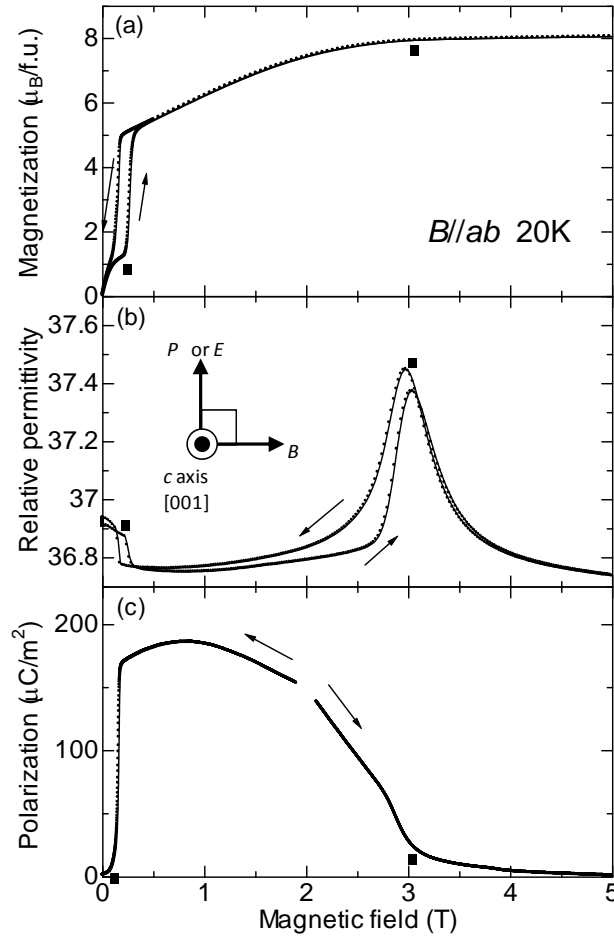 (a)
Magnetization (μB/f.u.)
8
6
4
2
0
B//ab 20K
(b)
Relative permittivity
37.6
37.4
37.2
37
36.8
P or E
B
c axis
[001]
(c)
Polarization (μC/m²)
200
100
0
0 1 2 3 4 5
Magnetic field (T)